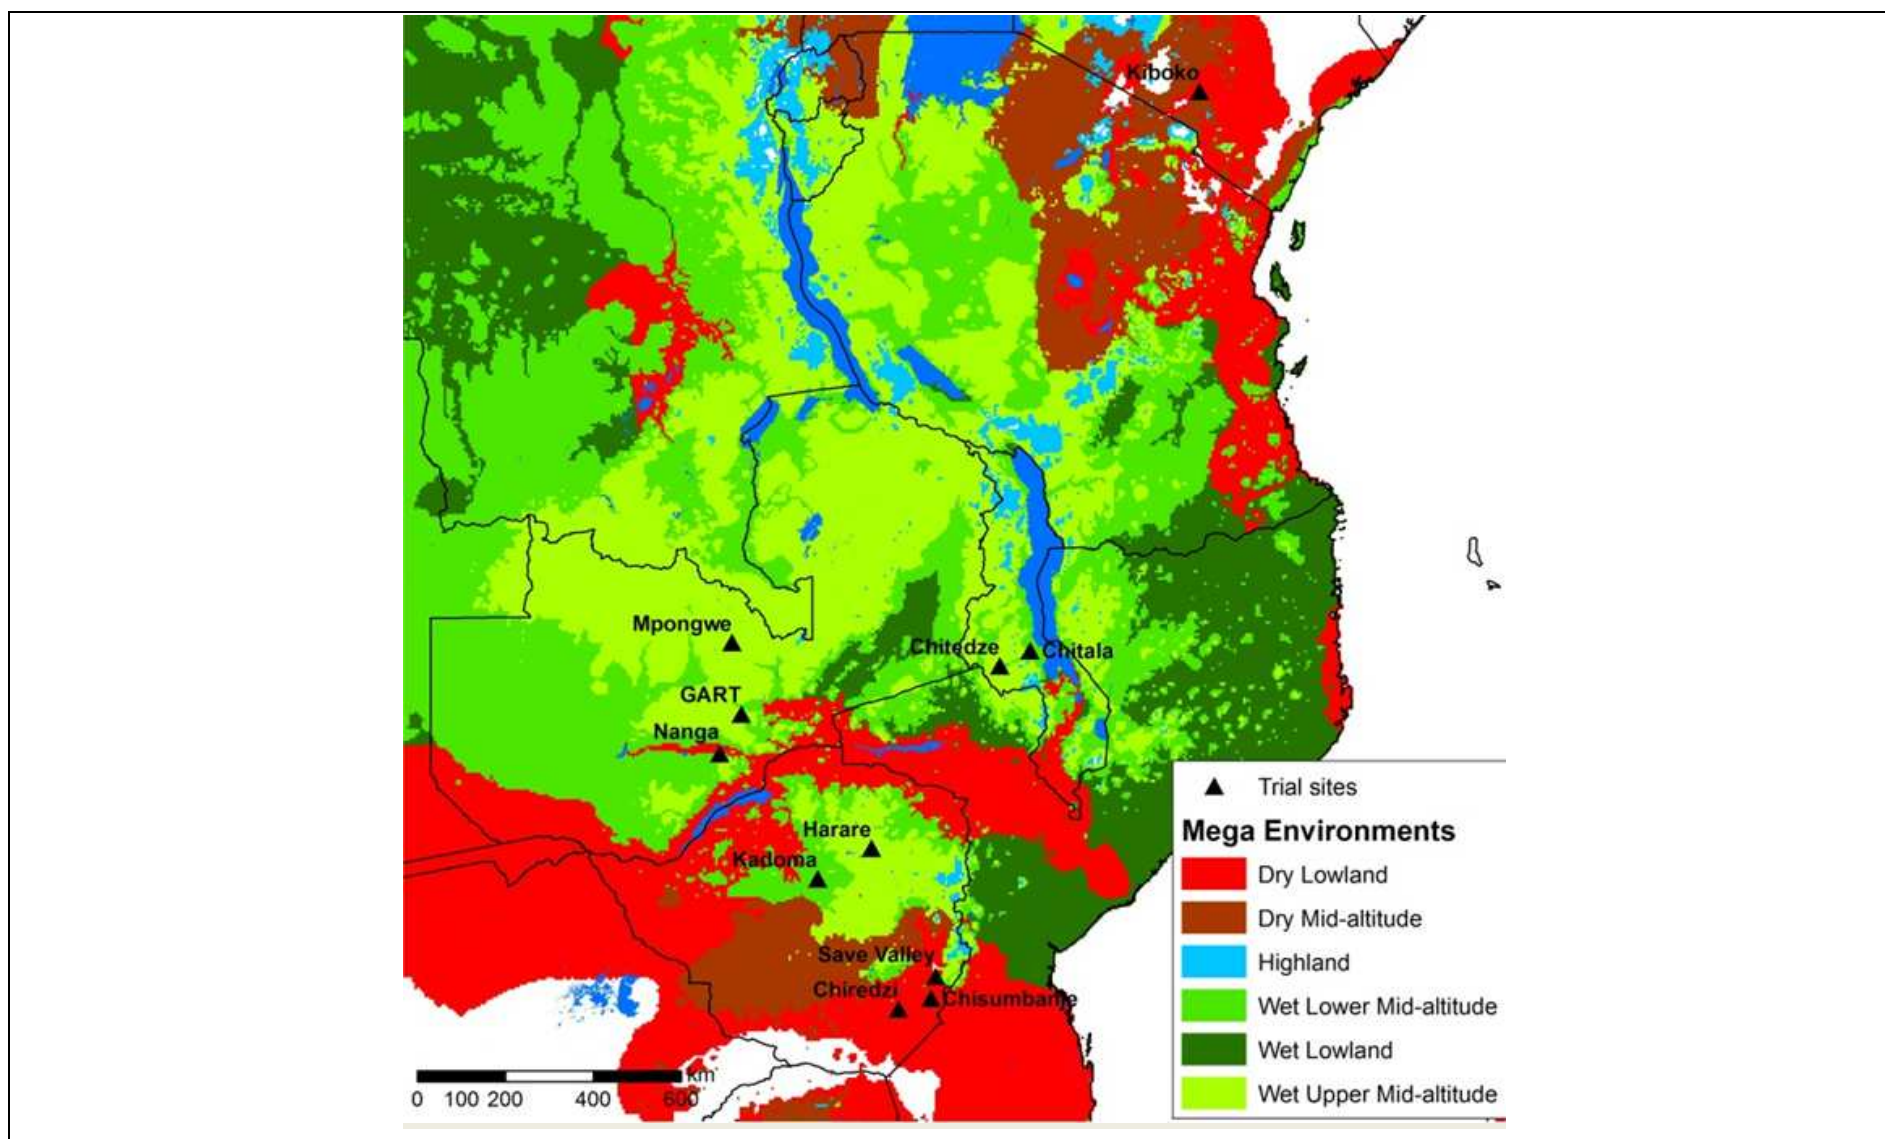 Kiboko
Mpongwe
Chitedze
Chitala
GART
Nanga
Harare
Kadoma
Save Valley
Chiredzi
Chisumbanje
Trial sites
Mega Environments
Dry Lowland
Dry Mid-altitude
Highland
Wet Lower Mid-altitude
Wet Lowland
Wet Upper Mid-altitude
km
0 100 200 400 600